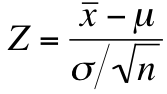 Z = (x̄ − μ) / (σ/√n)